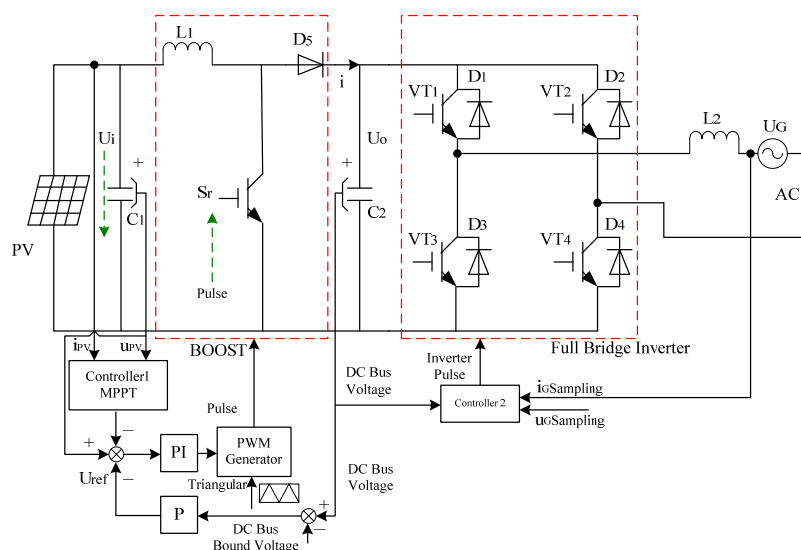 L1
D5
i
D1
D2
VT1
VT2
L2
UG
Ui
+
Uo
+
Sr
C1
C2
AC
PV
D3
D4
VT3
VT4
Pulse
iPV
uPV
BOOST
Full Bridge Inverter
Inverter
Pulse
DC Bus
Voltage
Controller1
MPPT
Controller 2
iGSampling
uGSampling
Pulse
−
+
PI
PWM
Generator
DC Bus
Voltage
Uref
−
Triangular
P
+
−
DC Bus
Bound Voltage